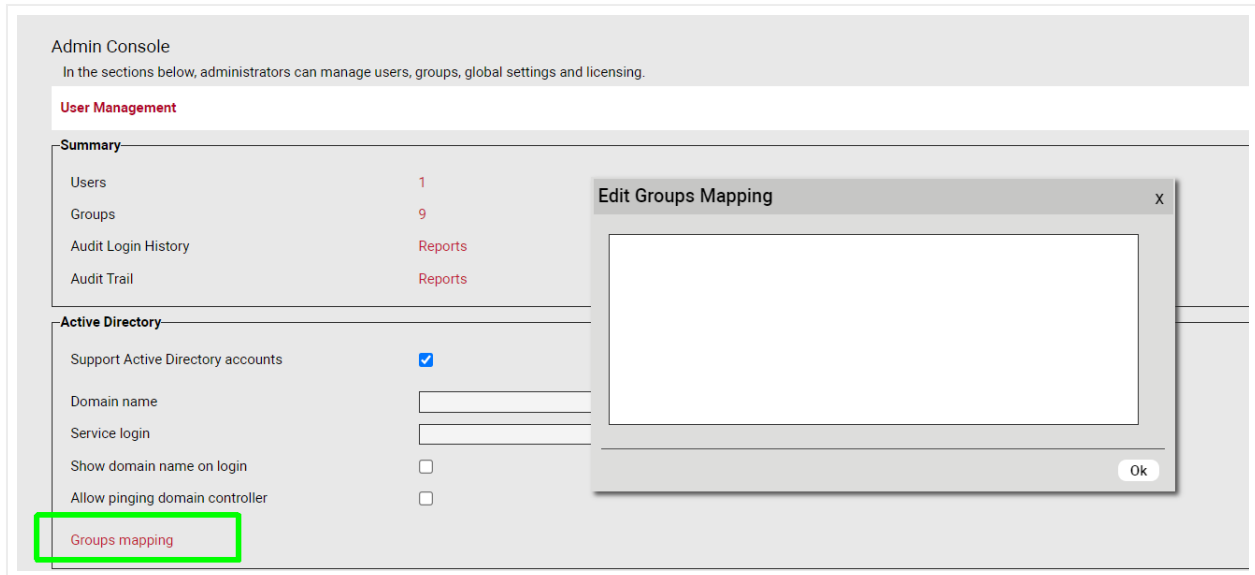 Admin Console
In the sections below, administrators can manage users, groups, global settings and licensing.
User Management
Summary
Users 1
Groups 9
Audit Login History Reports
Audit Trail Reports
Edit Groups Mapping x
Ok
Active Directory
Support Active Directory accounts
Domain name
Service login
Show domain name on login
Allow pinging domain controller
Groups mapping